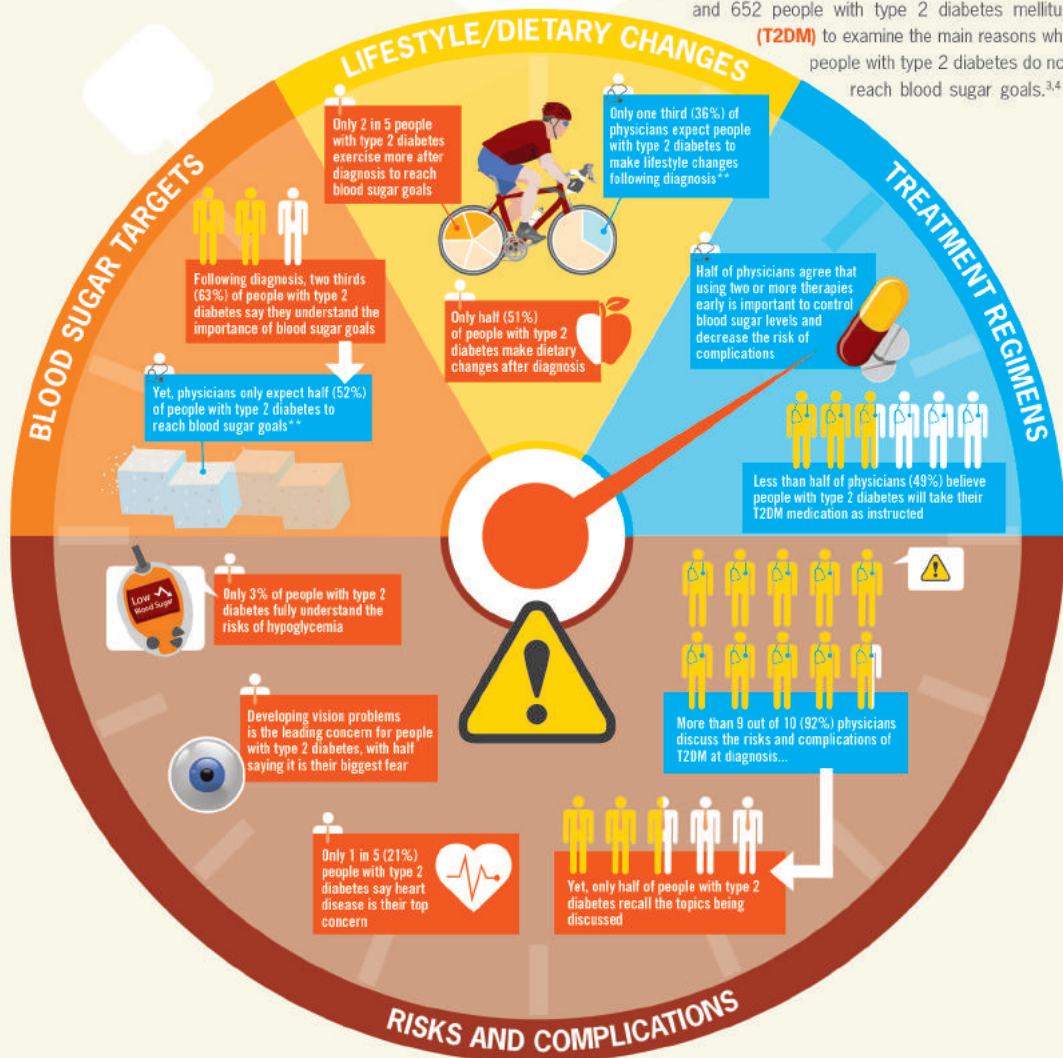 and 652 people with type 2 diabetes mellitu
(T2DM) to examine the main reasons wh
people with type 2 diabetes do no
reach blood sugar goals.3,4
LIFESTYLE/DIETARY CHANGES
Only 2 in 5 people
with type 2 diabetes
exercise more after
diagnosis to reach
blood sugar goals
Only one third (36%) of
physicians expect people
with type 2 diabetes to
make lifestyle changes
following diagnosis**
Only half (51%)
of people with type 2
diabetes make dietary
changes after diagnosis
BLOOD SUGAR TARGETS
Following diagnosis, two thirds
(63%) of people with type 2
diabetes say they understand the
importance of blood sugar goals
Yet, physicians only expect half (52%)
of people with type 2 diabetes to
reach blood sugar goals**
TREATMENT REGIMENS
Half of physicians agree that
using two or more therapies
early is important to control
blood sugar levels and
decrease the risk of
complications
Less than half of physicians (49%) believe
people with type 2 diabetes will take their
T2DM medication as instructed
Low
Blood Sugar
Only 3% of people with type 2
diabetes fully understand the
risks of hypoglycemia
Developing vision problems
is the leading concern for people
with type 2 diabetes, with half
saying it is their biggest fear
Only 1 in 5 (21%)
people with type 2
diabetes say heart
disease is their top
concern
More than 9 out of 10 (92%) physicians
discuss the risks and complications of
T2DM at diagnosis...
Yet, only half of people with type 2
diabetes recall the topics being
discussed
RISKS AND COMPLICATIONS